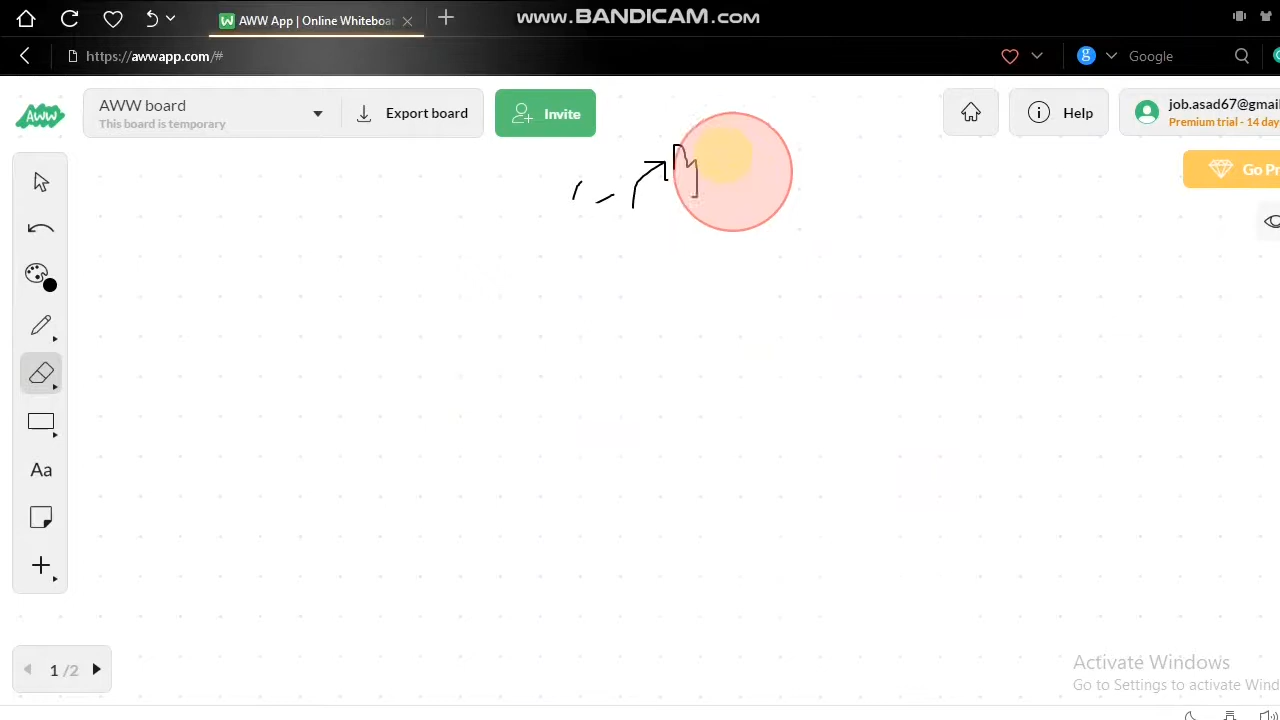 www.BANDICAM.com
AWW App | Online Whiteboa
https://awwapp.com/#
Google
AWW board
This board is temporary
Export board
Invite
Help
job.asad67@gmai
Premium trial - 14 day
Go Pr
Aa
1 /2
Activate Windows
Go to Settings to activate Wind